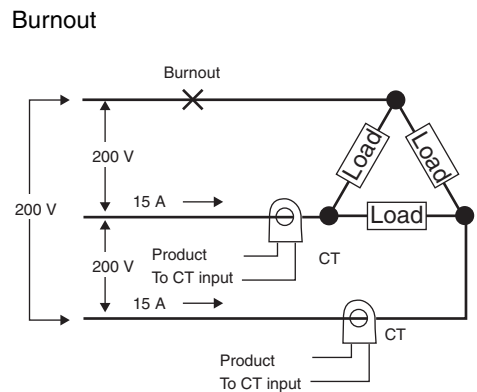 Burnout
Burnout
200 V
200 V
15 A
Product
To CT input
CT
200 V
15 A
Product
To CT input
CT
Load
Load
Load